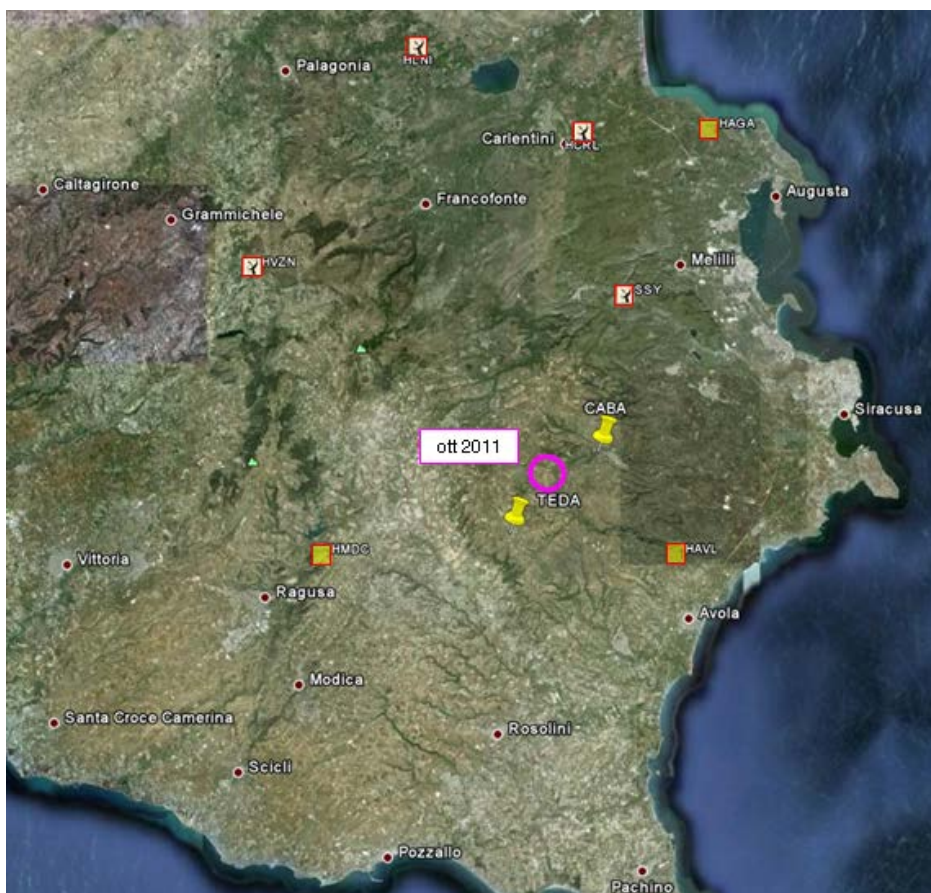 HLNI
Palagonia
HAGA
Carlentini
HCRL
Caltagirone
Augusta
Francofonte
Grammichele
HVZN
Melilli
SSY
CABA
Siracusa
ott 2011
TEDA
HMDC
HAVL
Vittoria
Ragusa
Avola
Modica
Santa Croce Camerina
Rosolini
Scicli
Pozzallo
Pachino